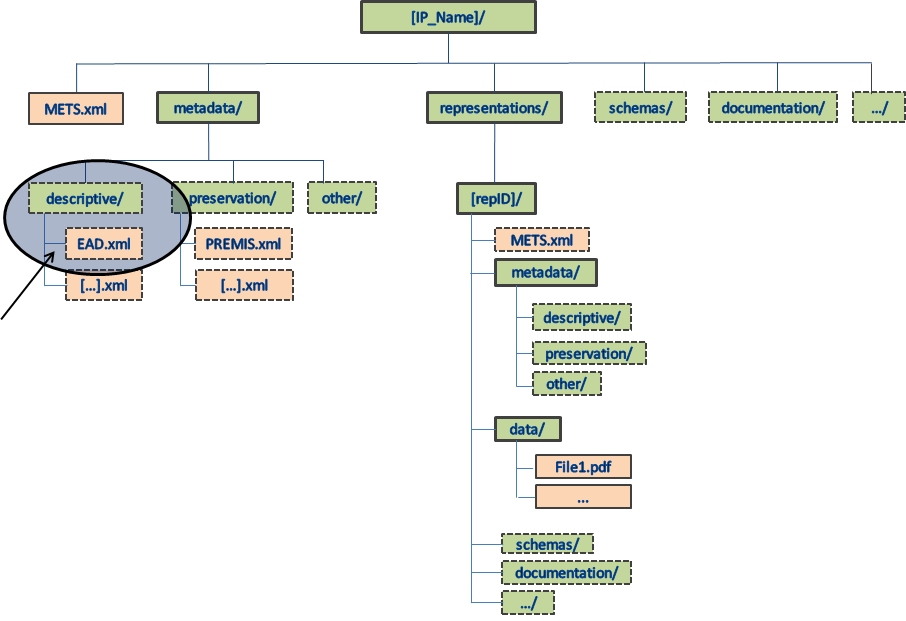 [IP_Name]/
METS.xml
metadata/
representations/
schemas/
documentation/
.../
descriptive/
preservation/
other/
EAD.xml
PREMIS.xml
[...].xml
[...].xml
[repID]/
METS.xml
metadata/
descriptive/
preservation/
other/
data/
File1.pdf
...
schemas/
documentation/
.../